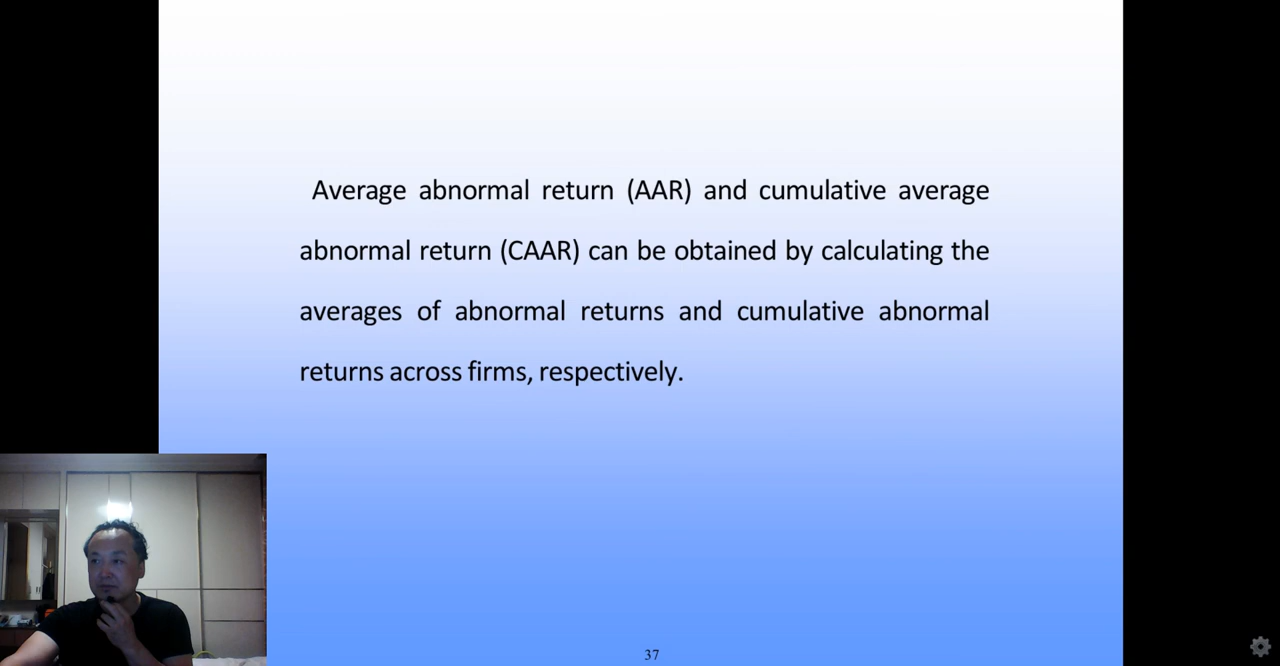 Average abnormal return (AAR) and cumulative average
abnormal return (CAAR) can be obtained by calculating the
averages of abnormal returns and cumulative abnormal
returns across firms, respectively.
37